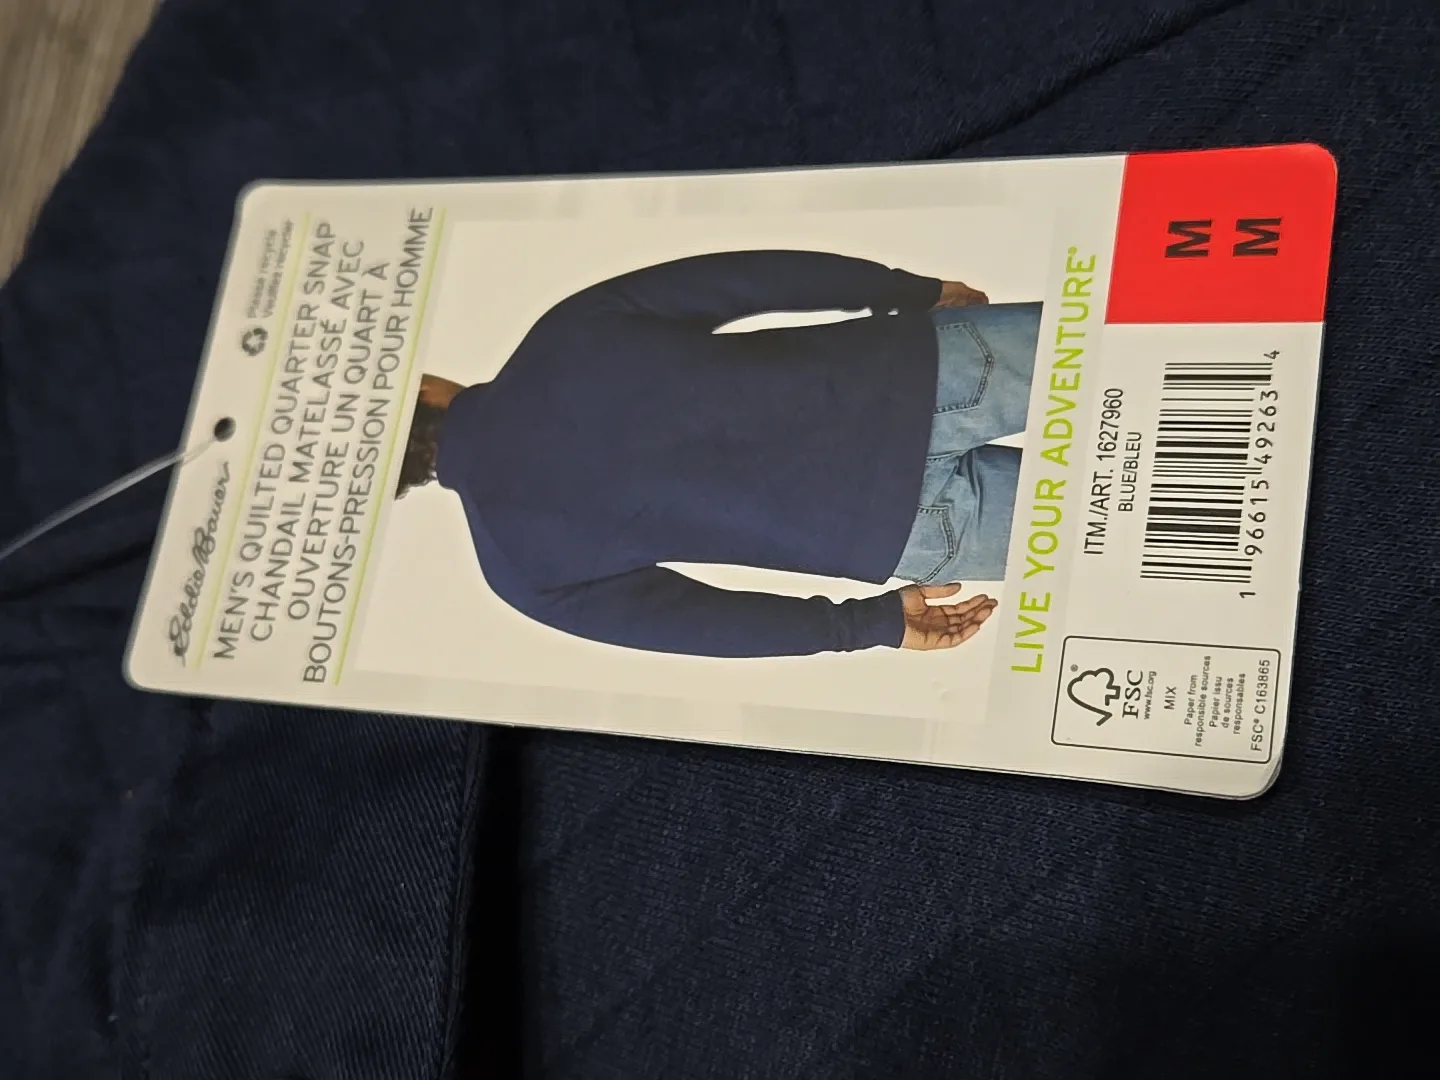 Please recycle
Veuillez recycler
Eddie Bauer
MEN'S QUILTED QUARTER SNAP
CHANDAIL MATELASSÉ AVEC
OUVERTURE UN QUART À
BOUTONS-PRESSION POUR HOMME
LIVE YOUR ADVENTURE®
ITM./ART. 1627960
BLUE/BLEU
1 96615 49263 4
M
M
® FSC
www.fsc.org
MIX
Paper from
responsible sources
Papier issu
de sources
responsables
FSC® C163865